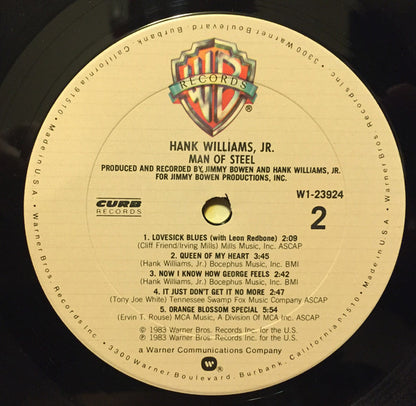 Warner Bros. Records Inc. • 3300 Warner Boulevard, Burbank, California 91510 • Made in U.S.A. •
Warner Bros. Records Inc. • 3300 Warner Boulevard, Burbank, California 91510 • Made in U.S.A. •
WB
RECORDS
®
HANK WILLIAMS, JR.
MAN OF STEEL
PRODUCED AND RECORDED BY JIMMY BOWEN AND HANK WILLIAMS, JR.
FOR JIMMY BOWEN PRODUCTIONS, INC.
CURB
RECORDS
W1-23924
2
1. LOVESICK BLUES (with Leon Redbone) 2:09
(Cliff Friend/Irving Mills) Mills Music, Inc. ASCAP
2. QUEEN OF MY HEART 3:45
(Hank Williams, Jr.) Bocephus Music, Inc. BMI
3. NOW I KNOW HOW GEORGE FEELS 2:42
(Hank Williams, Jr.) Bocephus Music, Inc. BMI
4. IT JUST DON'T GET IT NO MORE 2:47
(Tony Joe White) Tennessee Swamp Fox Music Company ASCAP
5. ORANGE BLOSSOM SPECIAL 5:54
(Ervin T. Rouse) MCA Music, A Division Of MCA Inc. ASCAP
© 1983 Warner Bros. Records Inc. for the U.S.
℗ 1983 Warner Bros. Records Inc. for the U.S.
a Warner Communications Company